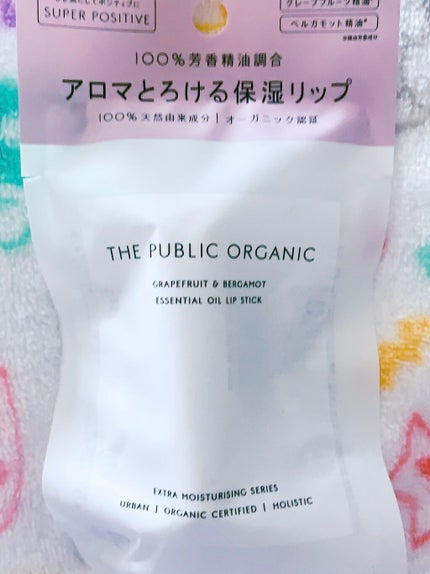 SUPER POSITIVE
グレープフルーツ精油*
ベルガモット精油*
100%芳香精油調合
アロマとろける保湿リップ
100%天然由来成分 | オーガニック認証
THE PUBLIC ORGANIC
GRAPEFRUIT & BERGAMOT
ESSENTIAL OIL LIP STICK
EXTRA MOISTURISING SERIES
URBAN | ORGANIC CERTIFIED | HOLISTIC